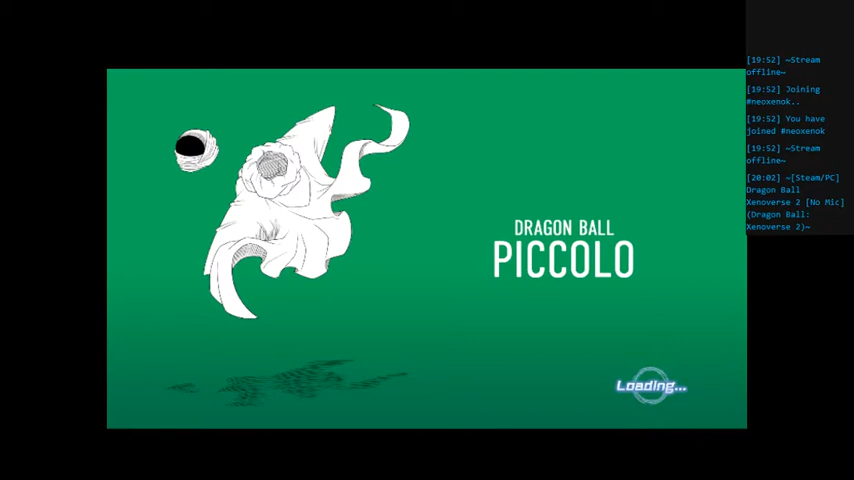 [19:52] ~Stream
offline~
[19:52] Joining
#neoxenok..
[19:52] You have
joined #neoxenok
[19:52] ~Stream
offline~
[20:02] ~[Steam/PC]
Dragon Ball
Xenoverse 2 [No Mic]
(Dragon Ball:
Xenoverse 2)~
DRAGON BALL
PICCOLO
Loading...